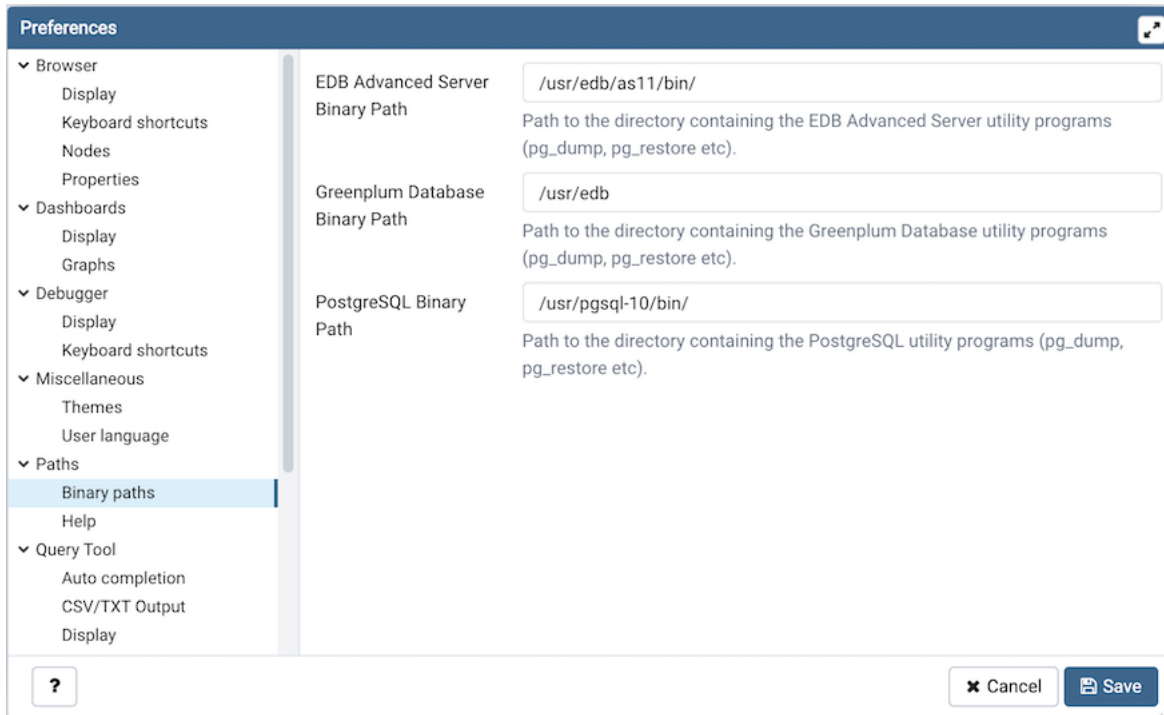 Preferences
Browser
Display
Keyboard shortcuts
Nodes
Properties
Dashboards
Display
Graphs
Debugger
Display
Keyboard shortcuts
Miscellaneous
Themes
User language
Paths
Binary paths
Help
Query Tool
Auto completion
CSV/TXT Output
Display
EDB Advanced Server
Binary Path
/usr/edb/as11/bin/
Path to the directory containing the EDB Advanced Server utility programs
(pg_dump, pg_restore etc).
Greenplum Database
Binary Path
/usr/edb
Path to the directory containing the Greenplum Database utility programs
(pg_dump, pg_restore etc).
PostgreSQL Binary
Path
/usr/pgsql-10/bin/
Path to the directory containing the PostgreSQL utility programs (pg_dump,
pg_restore etc).
?
Cancel
Save